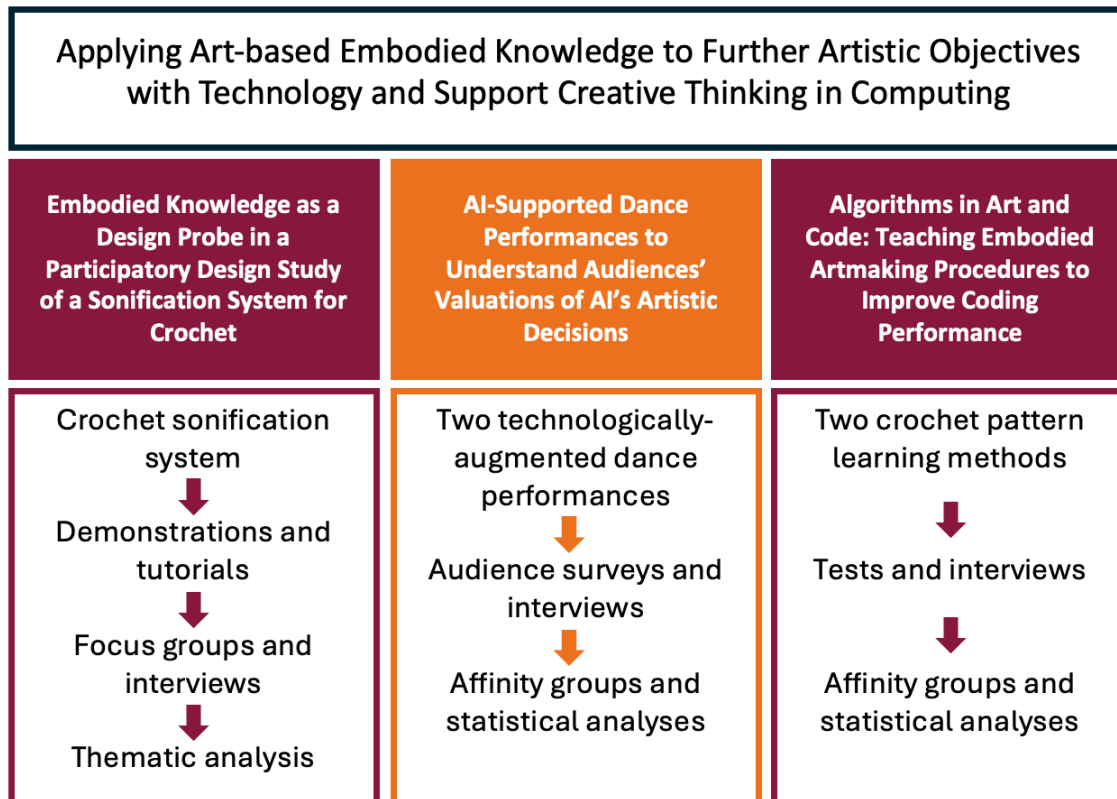 Applying Art-based Embodied Knowledge to Further Artistic Objectives
with Technology and Support Creative Thinking in Computing
Embodied Knowledge as a
Design Probe in a
Participatory Design Study
of a Sonification System for
Crochet
Crochet sonification
system
Demonstrations and
tutorials
Focus groups and
interviews
Thematic analysis
AI-Supported Dance
Performances to
Understand Audiences’
Valuations of AI’s Artistic
Decisions
Two technologically-
augmented dance
performances
Audience surveys and
interviews
Affinity groups and
statistical analyses
Algorithms in Art and
Code: Teaching Embodied
Artmaking Procedures to
Improve Coding
Performance
Two crochet pattern
learning methods
Tests and interviews
Affinity groups and
statistical analyses